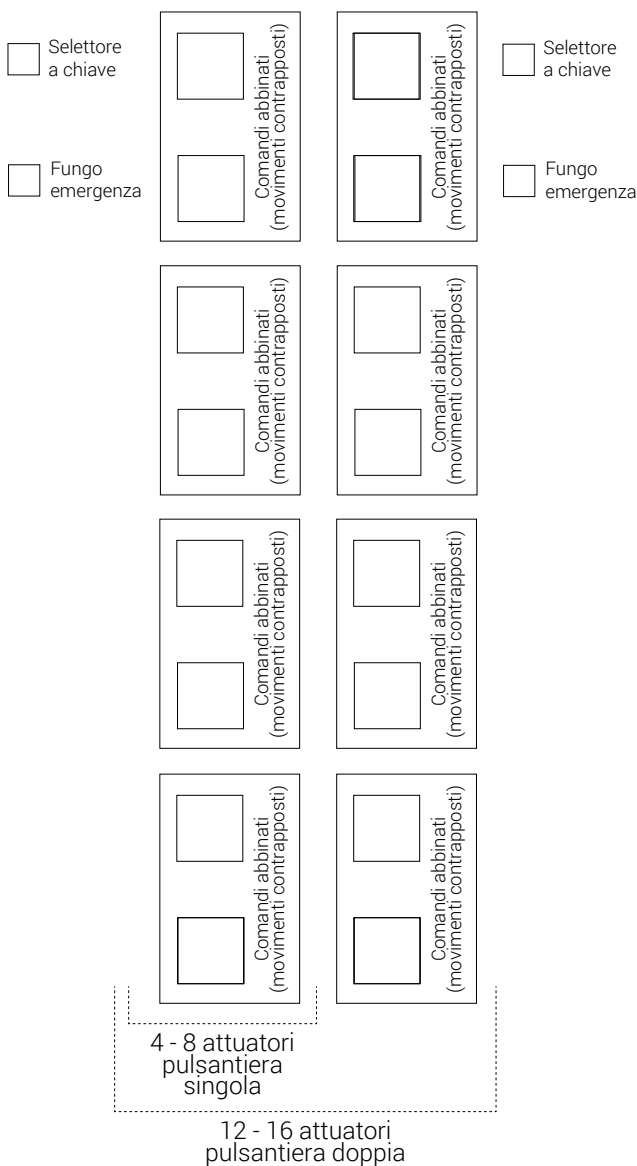 Selettore
a chiave
Fungo
emergenza
Comandi abbinati
(movimenti contrapposti)
Comandi abbinati
(movimenti contrapposti)
Selettore
a chiave
Fungo
emergenza
Comandi abbinati
(movimenti contrapposti)
Comandi abbinati
(movimenti contrapposti)
Comandi abbinati
(movimenti contrapposti)
Comandi abbinati
(movimenti contrapposti)
Comandi abbinati
(movimenti contrapposti)
Comandi abbinati
(movimenti contrapposti)
4 - 8 attuatori
pulsantiera
singola
12 - 16 attuatori
pulsantiera doppia